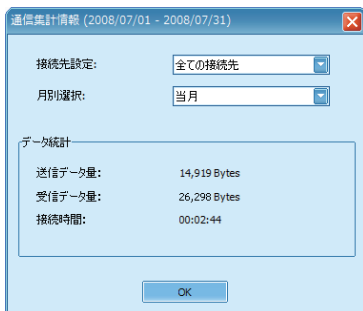 通信集計情報 (2008/07/01 - 2008/07/31)
接続先設定: 全ての接続先
月別選択: 当月
データ統計
送信データ量: 14,919 Bytes
受信データ量: 26,298 Bytes
接続時間: 00:02:44
OK